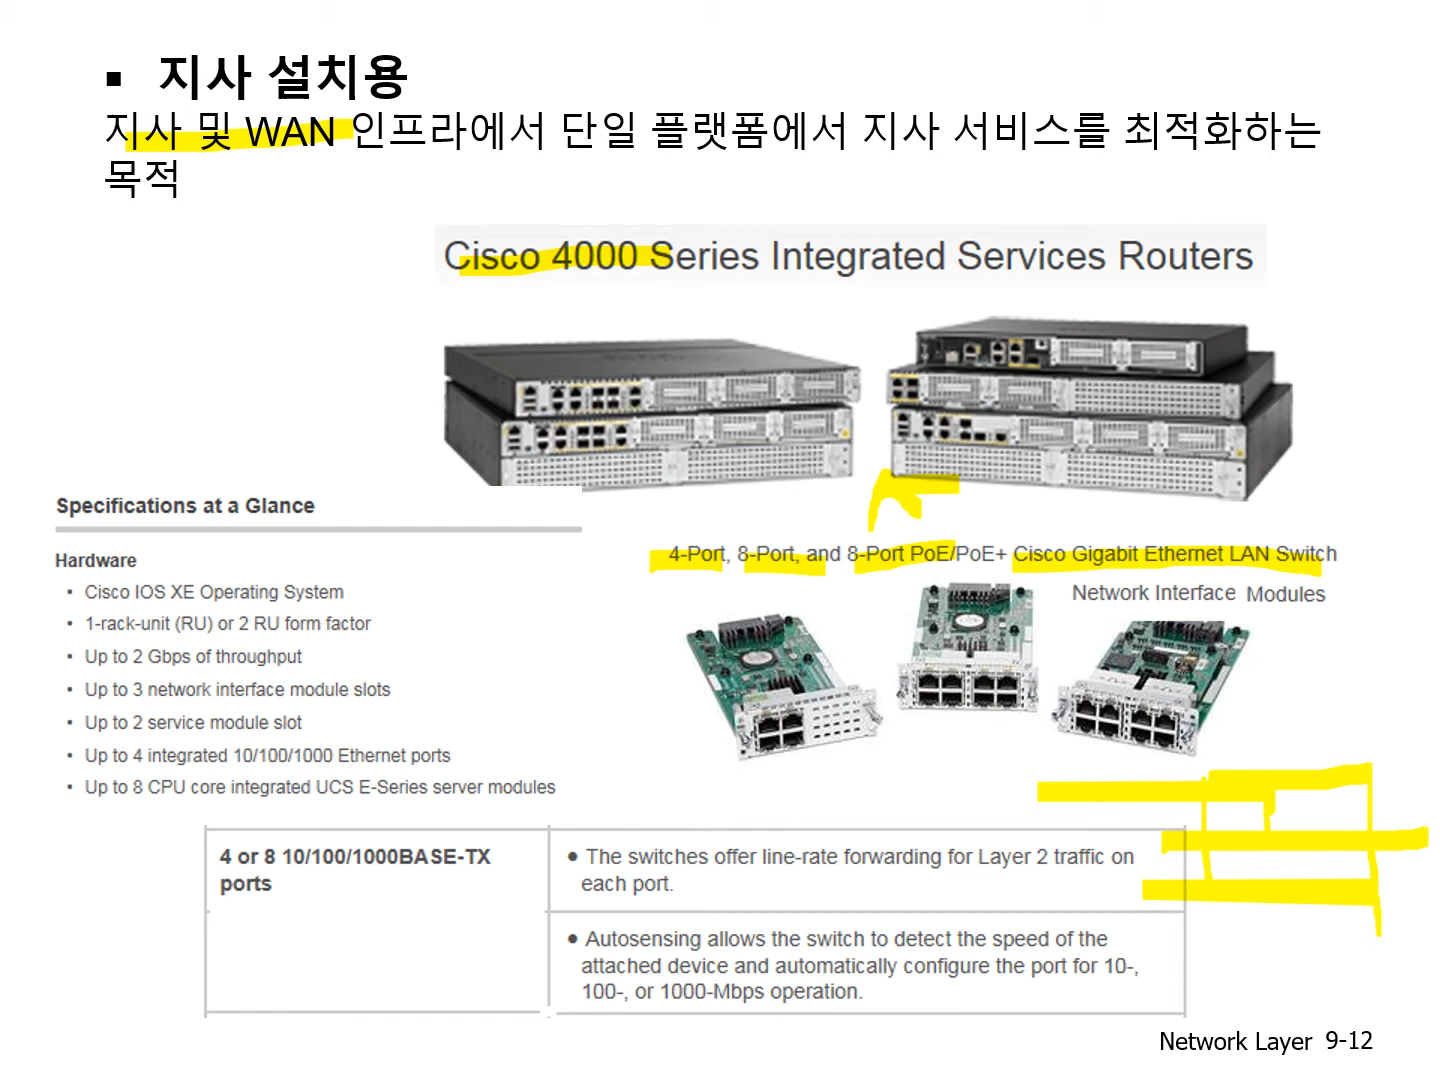 ▪ 지사 설치용
지사 및 WAN 인프라에서 단일 플랫폼에서 지사 서비스를 최적화하는
목적
Cisco 4000 Series Integrated Services Routers
Specifications at a Glance
Hardware
• Cisco IOS XE Operating System
• 1-rack-unit (RU) or 2 RU form factor
• Up to 2 Gbps of throughput
• Up to 3 network interface module slots
• Up to 2 service module slot
• Up to 4 integrated 10/100/1000 Ethernet ports
• Up to 8 CPU core integrated UCS E-Series server modules
4-Port, 8-Port, and 8-Port PoE/PoE+ Cisco Gigabit Ethernet LAN Switch
Network Interface Modules
4 or 8 10/100/1000BASE-TX
ports
● The switches offer line-rate forwarding for Layer 2 traffic on
each port.
● Autosensing allows the switch to detect the speed of the
attached device and automatically configure the port for 10-,
100-, or 1000-Mbps operation.
Network Layer 9-12